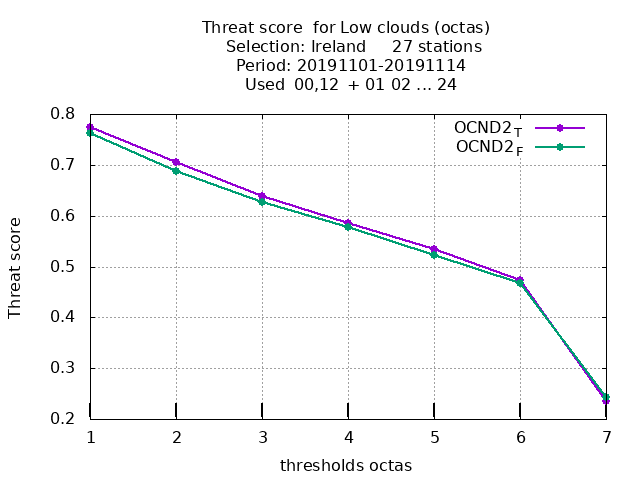 Threat score  for Low clouds (octas)
Selection: Ireland     27 stations
Period: 20191101-20191114
Used  00,12  + 01 02 ... 24
OCND2_T
OCND2_F
0.8
0.7
0.6
0.5
0.4
0.3
0.2
Threat score
1 2 3 4 5 6 7
thresholds octas